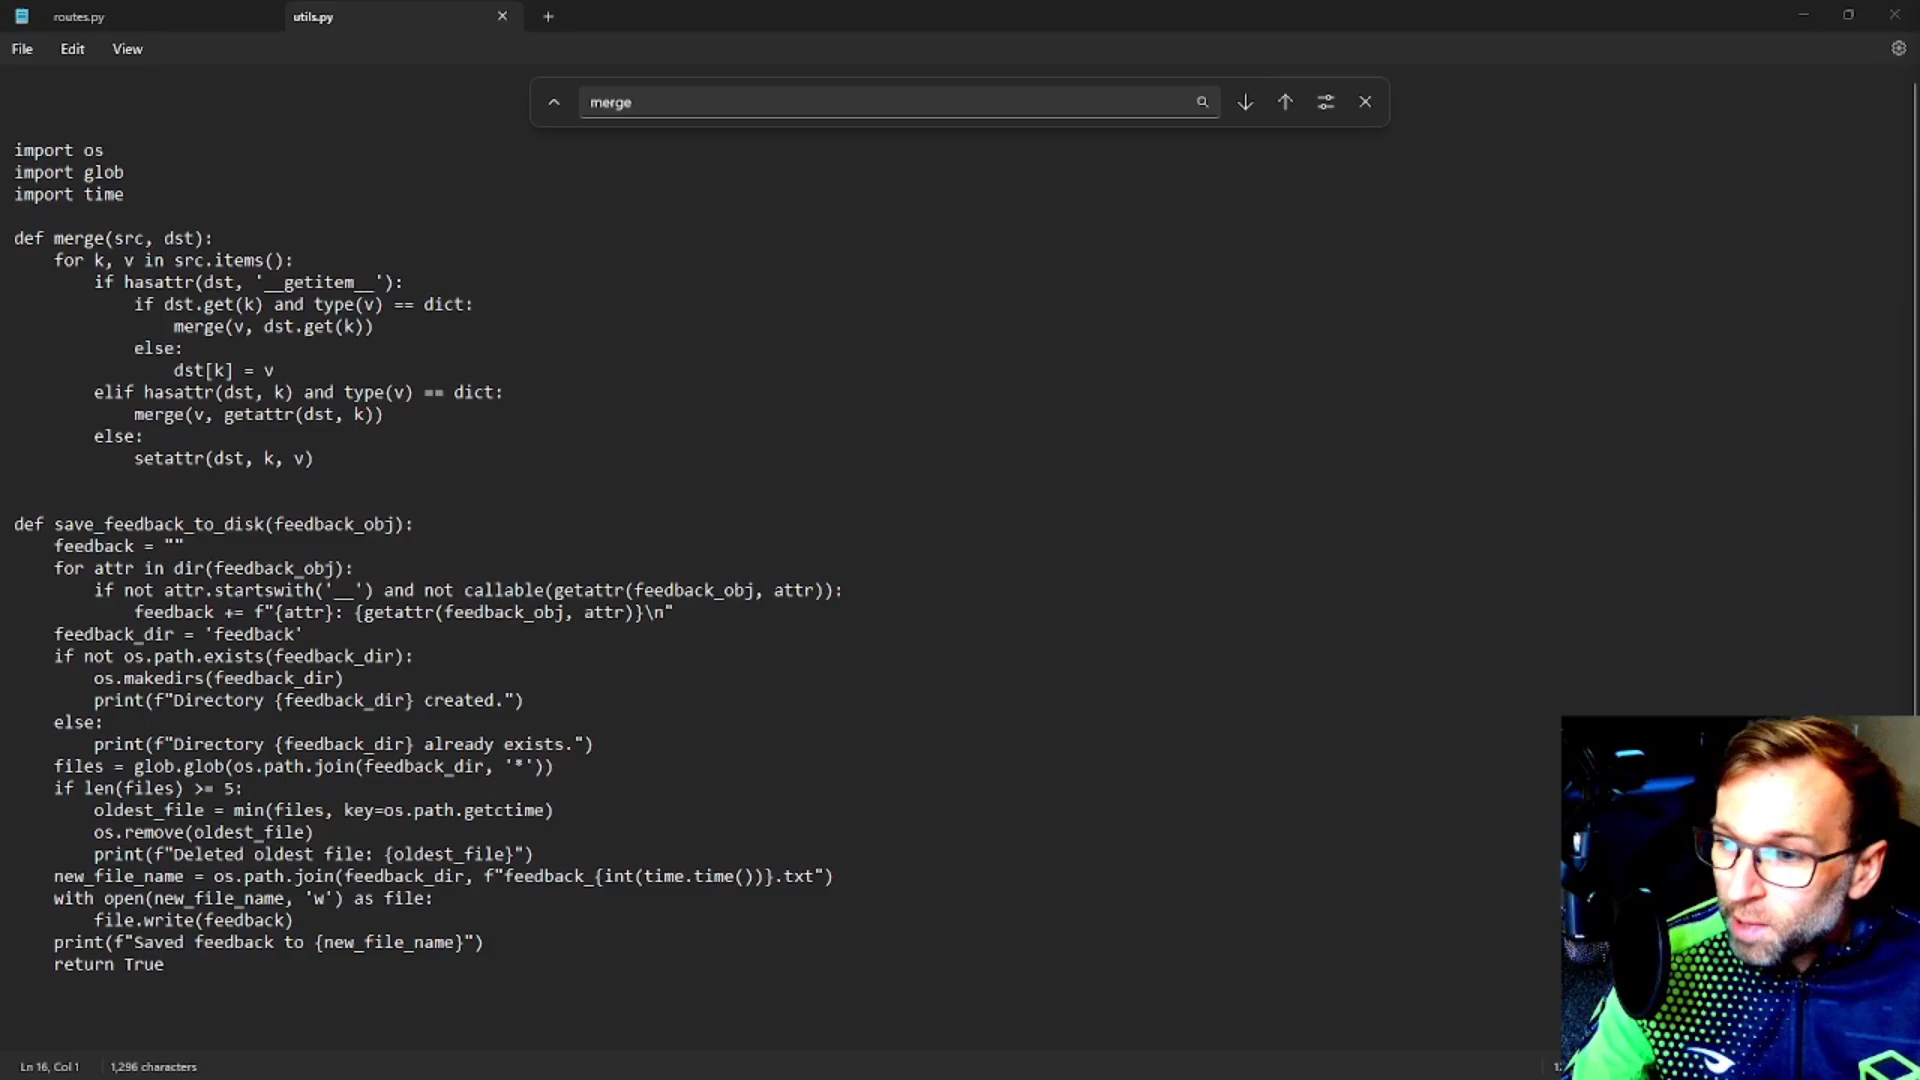 routes.py
utils.py
File
Edit
View
merge
import os
import glob
import time
def merge(src, dst):
    for k, v in src.items():
        if hasattr(dst, '__getitem__'):
            if dst.get(k) and type(v) == dict:
                merge(v, dst.get(k))
            else:
                dst[k] = v
        elif hasattr(dst, k) and type(v) == dict:
            merge(v, getattr(dst, k))
        else:
            setattr(dst, k, v)
def save_feedback_to_disk(feedback_obj):
    feedback = ""
    for attr in dir(feedback_obj):
        if not attr.startswith('__') and not callable(getattr(feedback_obj, attr)):
            feedback += f"{attr}: {getattr(feedback_obj, attr)}\n"
    feedback_dir = 'feedback'
    if not os.path.exists(feedback_dir):
        os.makedirs(feedback_dir)
        print(f"Directory {feedback_dir} created.")
    else:
        print(f"Directory {feedback_dir} already exists.")
    files = glob.glob(os.path.join(feedback_dir, '*'))
    if len(files) >= 5:
        oldest_file = min(files, key=os.path.getctime)
        os.remove(oldest_file)
        print(f"Deleted oldest file: {oldest_file}")
    new_file_name = os.path.join(feedback_dir, f"feedback_{int(time.time())}.txt")
    with open(new_file_name, 'w') as file:
        file.write(feedback)
    print(f"Saved feedback to {new_file_name}")
    return True
Ln 16, Col 1
1,296 characters